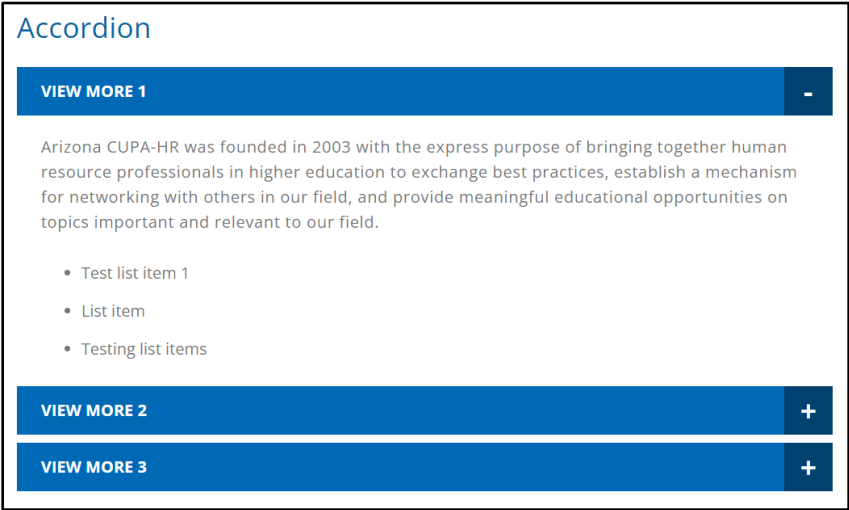 Accordion
VIEW MORE 1
-
Arizona CUPA-HR was founded in 2003 with the express purpose of bringing together human
resource professionals in higher education to exchange best practices, establish a mechanism
for networking with others in our field, and provide meaningful educational opportunities on
topics important and relevant to our field.
• Test list item 1
• List item
• Testing list items
VIEW MORE 2
+
VIEW MORE 3
+